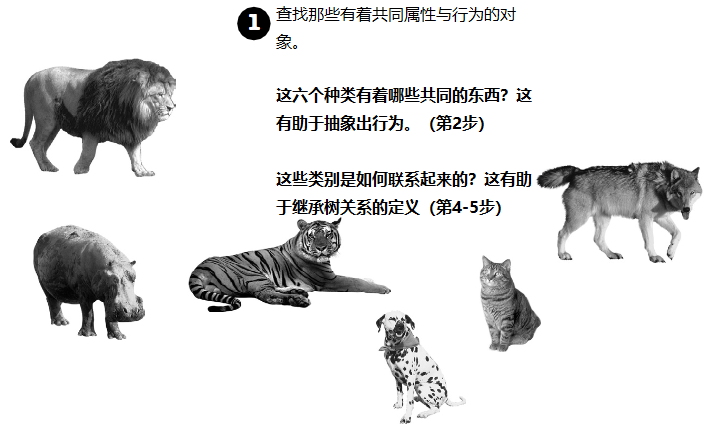 1 查找那些有着共同属性与行为的对
象。
这六个种类有着哪些共同的东西？这
有助于抽象出行为。（第2步）
这些类别是如何联系起来的？这有助
于继承树关系的定义（第4-5步）